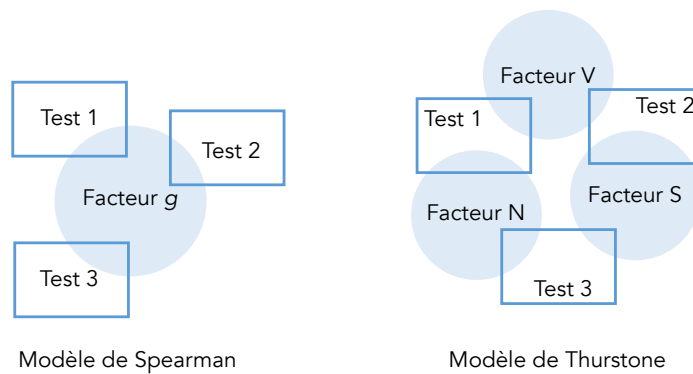 Test 1
Test 2
Facteur g
Test 3
Modèle de Spearman
Facteur V
Test 1
Test 2
Facteur N
Facteur S
Test 3
Modèle de Thurstone